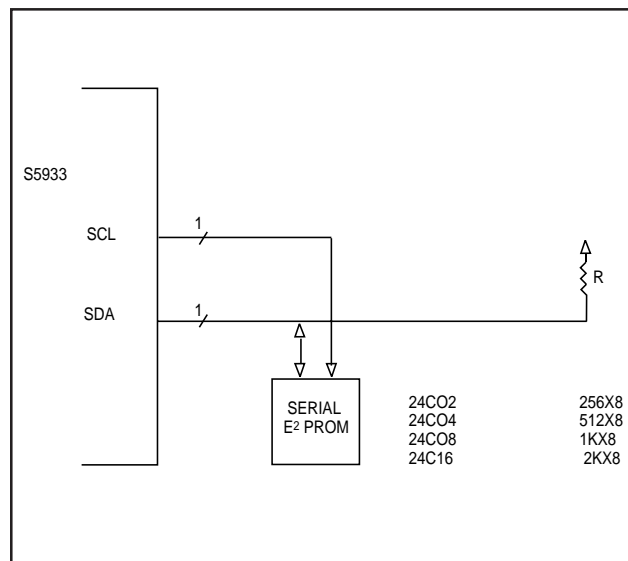 S5933
SCL
1
SDA
1
R
SERIAL
E² PROM
24CO2 256X8
24CO4 512X8
24CO8 1KX8
24C16 2KX8